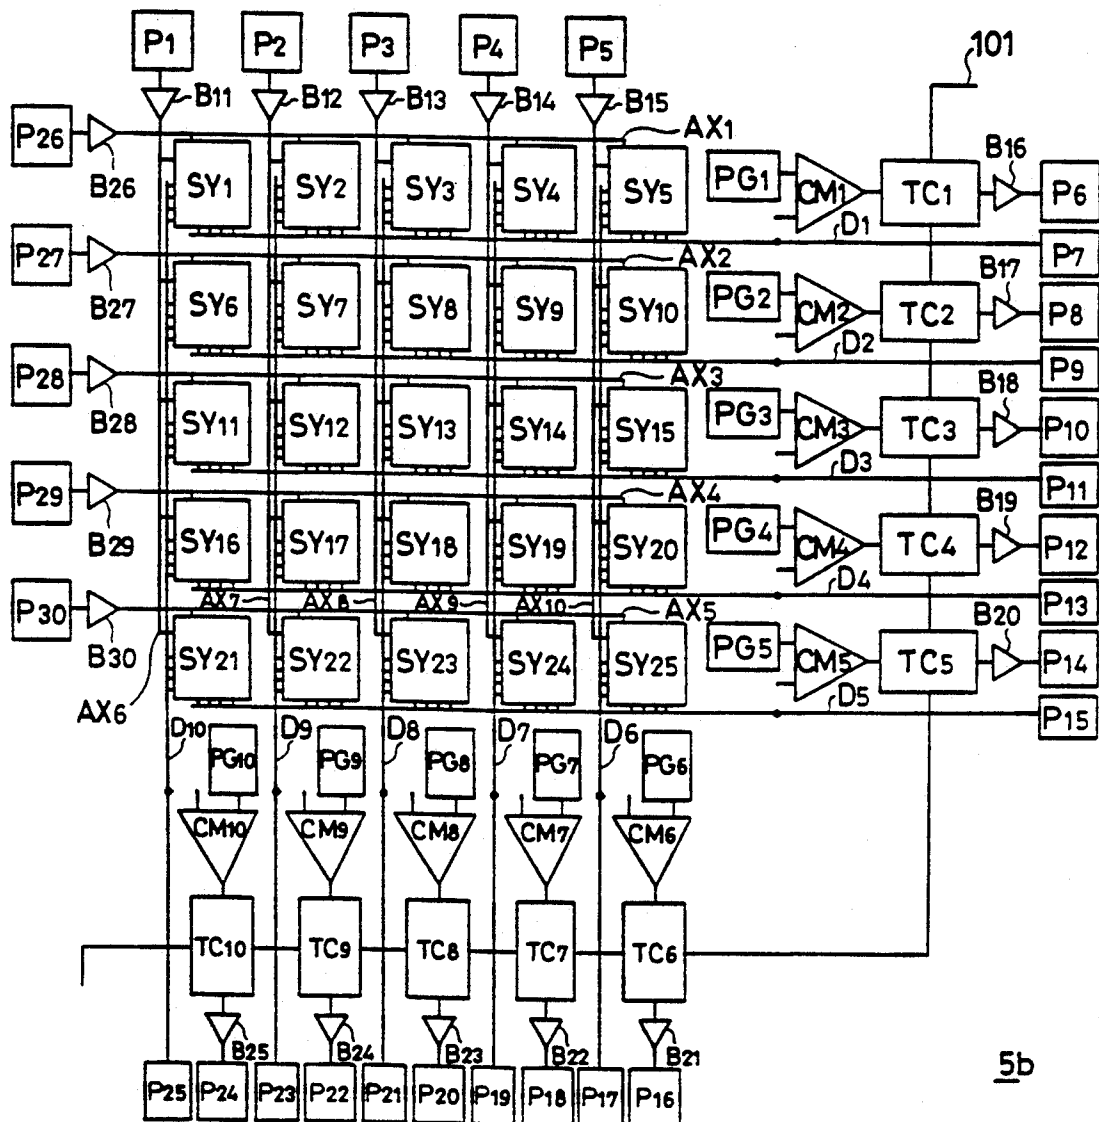 P1 P2 P3 P4 P5 101
B11 B12 B13 B14 B15
P26 AX1 B16
B26 SY1 SY2 SY3 SY4 SY5 PG1 CM1 TC1 P6
D1
P27 AX2 P7
B27 SY6 SY7 SY8 SY9 SY10 PG2 CM2 TC2 B17 P8
D2
P28 AX3 P9
B28 SY11 SY12 SY13 SY14 SY15 PG3 CM3 TC3 B18 P10
D3
P29 AX4 P11
B29 SY16 SY17 SY18 SY19 SY20 PG4 CM4 TC4 B19 P12
D4
AX7 AX8 AX9 AX10
P30 AX5 P13
B30 SY21 SY22 SY23 SY24 SY25 PG5 CM5 TC5 B20 P14
D5
AX6 P15
D10 D9 D8 D7 D6
PG10 PG9 PG8 PG7 PG6
CM10 CM9 CM8 CM7 CM6
TC10 TC9 TC8 TC7 TC6
B25 B24 B23 B22 B21
P25 P24 P23 P22 P21 P20 P19 P18 P17 P16
5b